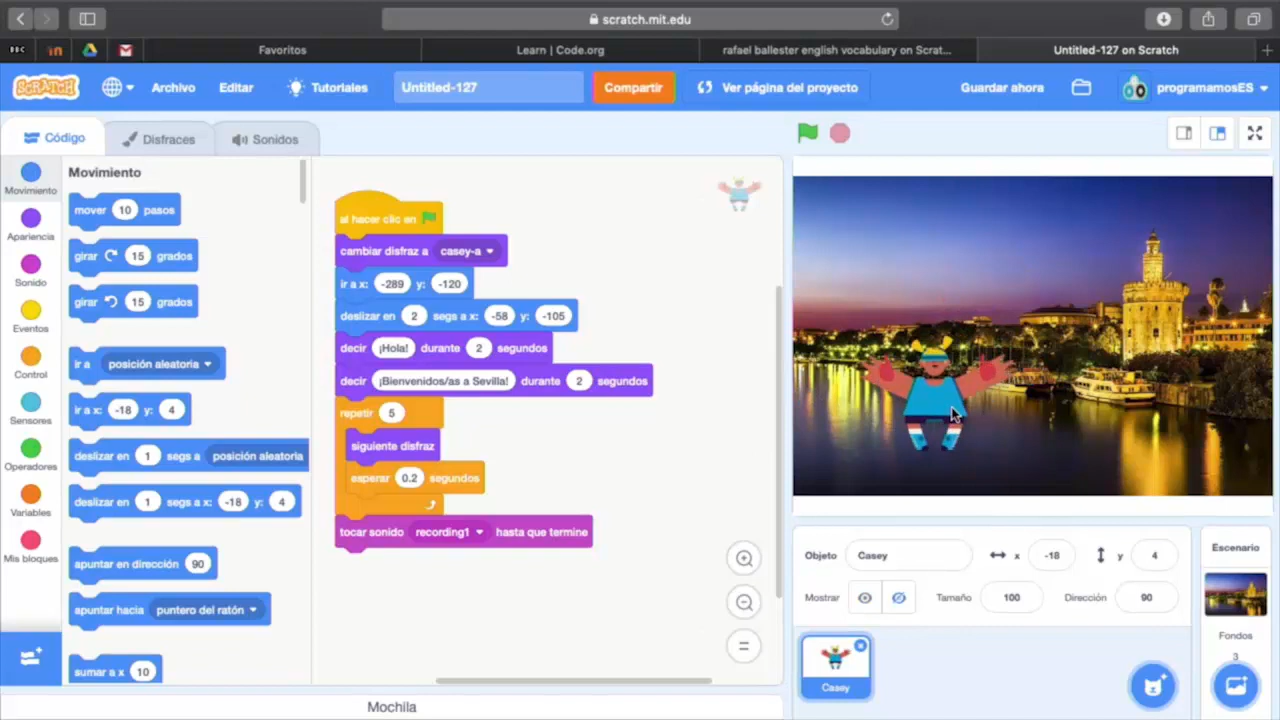 scratch.mit.edu
Favoritos
Learn | Code.org
rafael ballester english vocabulary on Scrat...
Untitled-127 on Scratch
SCRATCH
Archivo
Editar
Tutoriales
Untitled-127
Compartir
Ver página del proyecto
Guardar ahora
programamosES
Código
Disfraces
Sonidos
Movimiento
Apariencia
Sonido
Eventos
Control
Sensores
Operadores
Variables
Mis bloques
Movimiento
mover 10 pasos
girar 15 grados
girar 15 grados
ir a posición aleatoria
ir a x: -18 y: 4
deslizar en 1 segs a posición aleatoria
deslizar en 1 segs a x: -18 y: 4
apuntar en dirección 90
apuntar hacia puntero del ratón
sumar a x 10
al hacer clic en
cambiar disfraz a casey-a
ir a x: -289 y: -120
deslizar en 2 segs a x: -58 y: -105
decir ¡Hola! durante 2 segundos
decir ¡Bienvenidos/as a Sevilla! durante 2 segundos
repetir 5
siguiente disfraz
esperar 0.2 segundos
tocar sonido recording1 hasta que termine
Objeto Casey x -18 y 4
Mostrar Tamaño 100 Dirección 90
Casey
Escenario
Fondos
3
Mochila